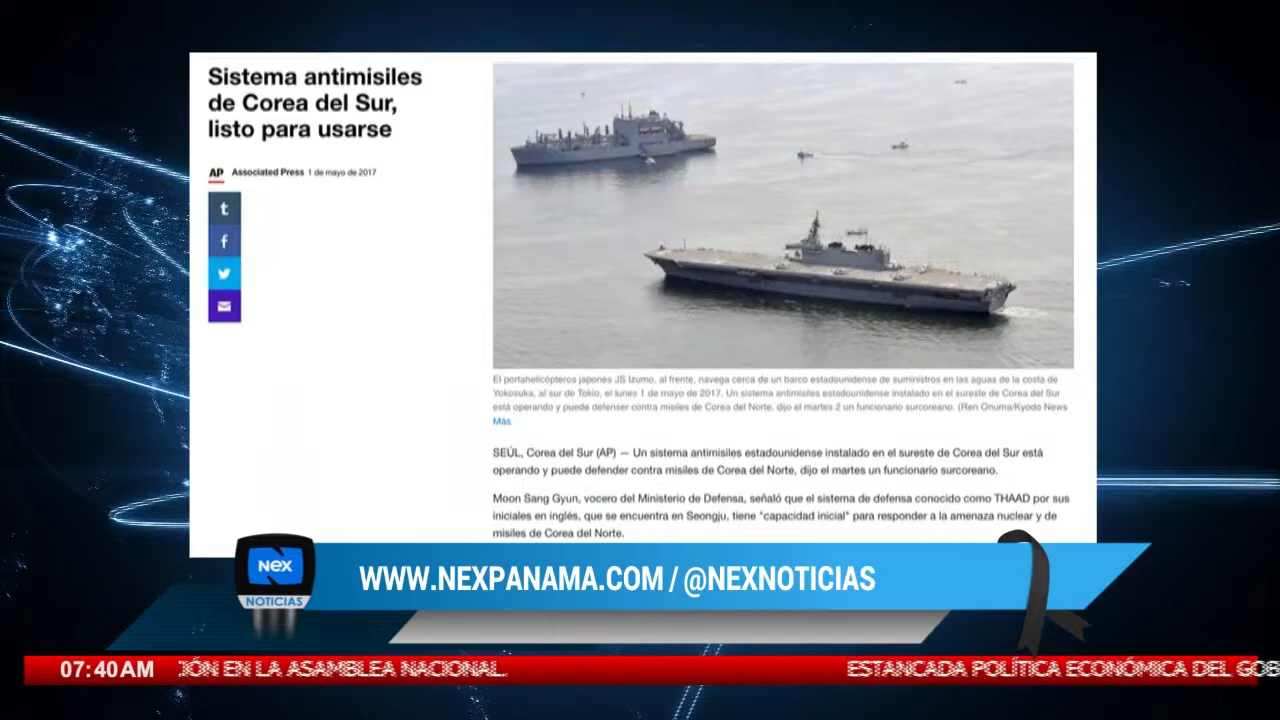 Sistema antimisiles
de Corea del Sur,
listo para usarse
AP Associated Press 1 de mayo de 2017
El portahelicópteros japonés JS Izumo, al frente, navega cerca de un barco estadounidense de suministros en las aguas de la costa de
Yokosuka, al sur de Tokio, el lunes 1 de mayo de 2017. Un sistema antimisiles estadounidense instalado en el sureste de Corea del Sur
está operando y puede defenser contra misiles de Corea del Norte, dijo el martes 2 un funcionario surcoreano. (Ren Onuma/Kyodo News
Más
SEÚL, Corea del Sur (AP) — Un sistema antimisiles estadounidense instalado en el sureste de Corea del Sur está
operando y puede defender contra misiles de Corea del Norte, dijo el martes un funcionario surcoreano.
Moon Sang Gyun, vocero del Ministerio de Defensa, señaló que el sistema de defensa conocido como THAAD por sus
iniciales en inglés, que se encuentra en Seongju, tiene "capacidad inicial" para responder a la amenaza nuclear y de
misiles de Corea del Norte.
nex
NOTICIAS
WWW.NEXPANAMA.COM / @NEXNOTICIAS
07:40AM IÓN EN LA ASAMBLEA NACIONAL. ESTANCADA POLÍTICA ECONÓMICA DEL GOB